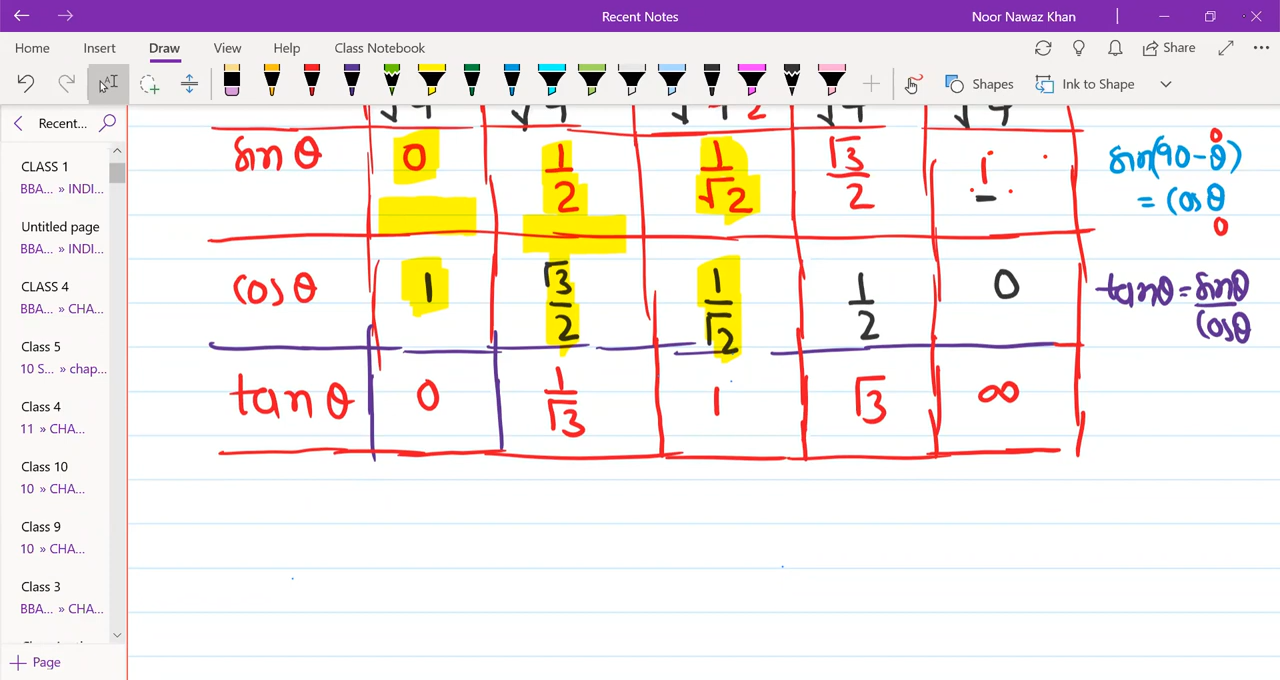 Recent Notes
Noor Nawaz Khan
Home Insert Draw View Help Class Notebook
Share
Shapes
Ink to Shape
Recent...
CLASS 1
BBA... » INDI...
Untitled page
BBA... » INDI...
CLASS 4
BBA... » CHA...
Class 5
10 S... » chap...
Class 4
11 » CHA...
Class 10
10 » CHA...
Class 9
10 » CHA...
Class 3
BBA... » CHA...
Page
sin θ 0 1/2 1/√2 √3/2 1
cos θ 1 √3/2 1/√2 1/2 0
tan θ 0 1/√3 1 √3 ∞
sin(90-θ)
= cos θ
tanθ = sinθ/cosθ